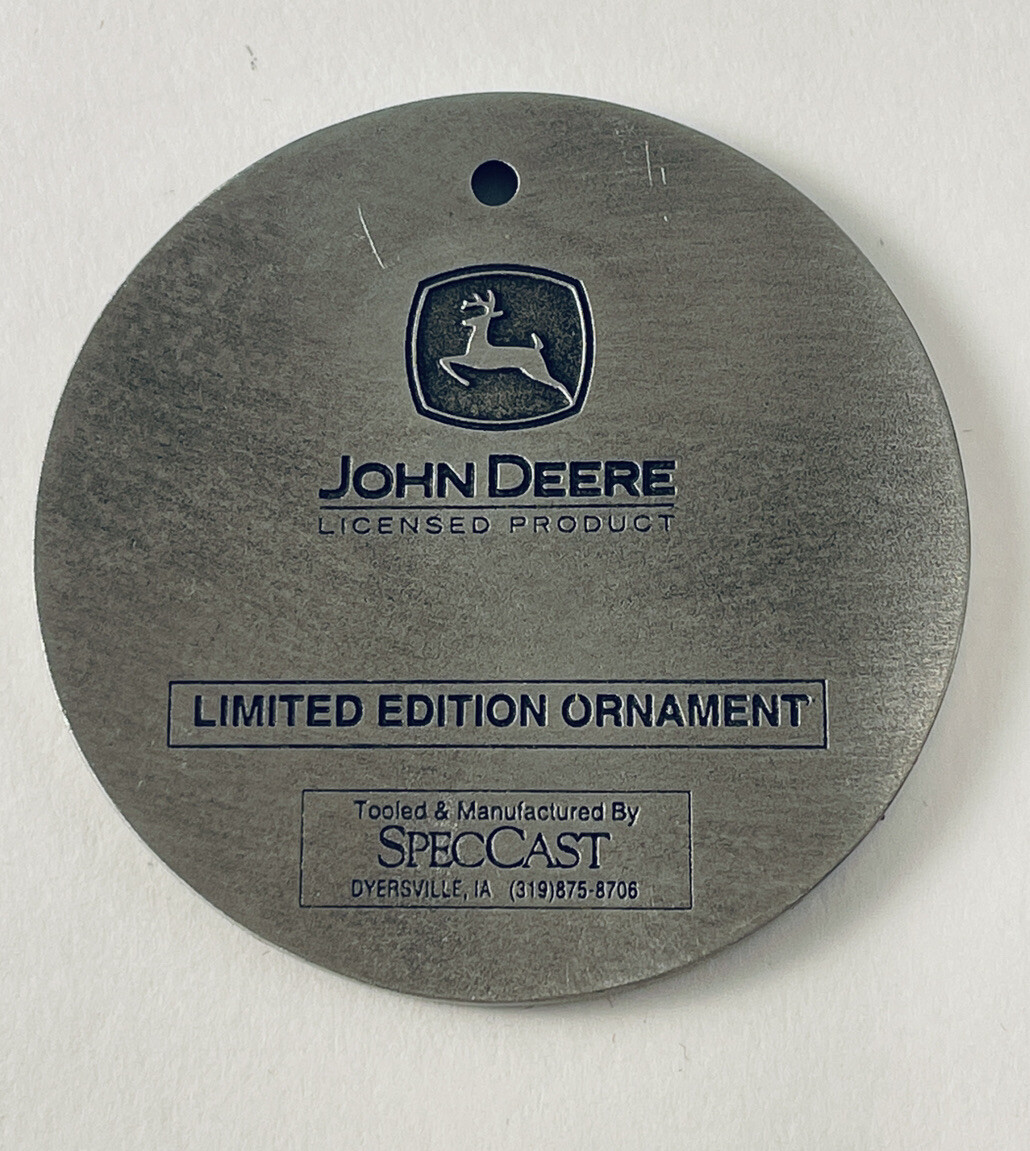 JOHN DEERE
LICENSED PRODUCT
LIMITED EDITION ORNAMENT
Tooled & Manufactured By
SPECCAST
DYERSVILLE, IA (319)875-8706